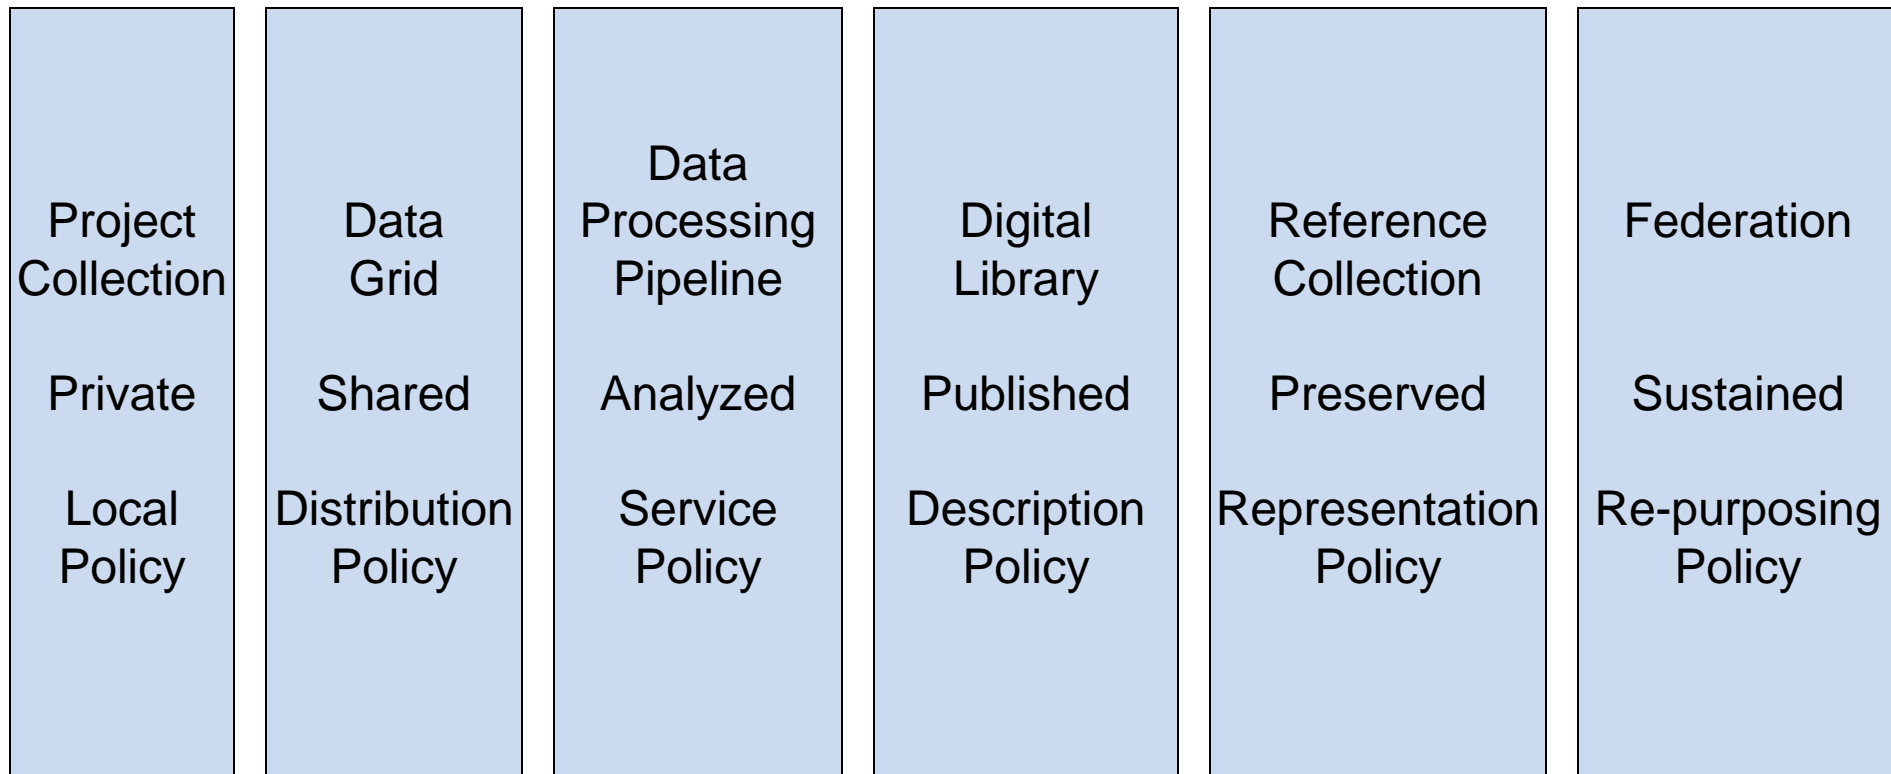 Project
Collection
Private
Local
Policy
Data
Grid
Shared
Distribution
Policy
Data
Processing
Pipeline
Analyzed
Service
Policy
Digital
Library
Published
Description
Policy
Reference
Collection
Preserved
Representation
Policy
Federation
Sustained
Re-purposing
Policy